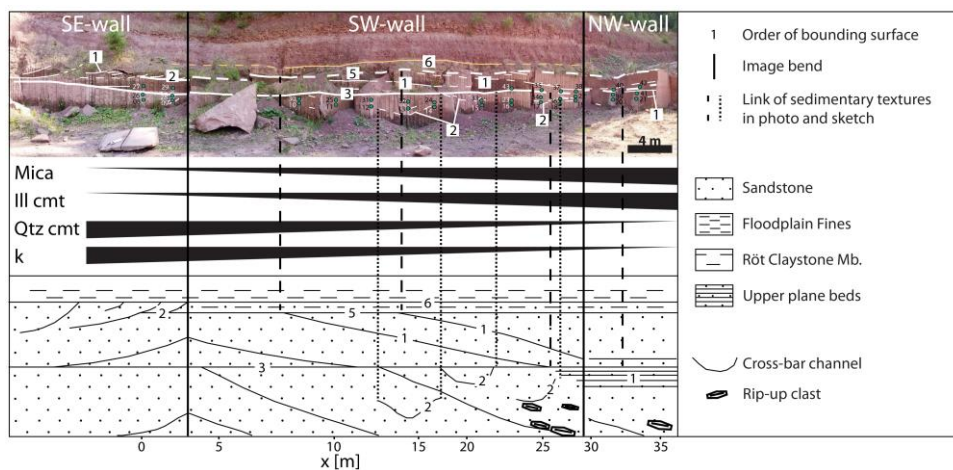 SE-wall SW-wall NW-wall
1 6
2 5 1 1
3
2 2 1
4 m
Mica
Ill cmt
Qtz cmt
k
6
2 5
1 1
3
2 1
2
0 5 10 15 20 25 30 35
x [m]
1 Order of bounding surface
Image bend
Link of sedimentary textures
in photo and sketch
Sandstone
Floodplain Fines
Röt Claystone Mb.
Upper plane beds
Cross-bar channel
Rip-up clast